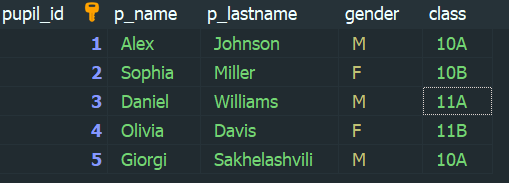 pupil_id p_name p_lastname gender class
1 Alex Johnson M 10A
2 Sophia Miller F 10B
3 Daniel Williams M 11A
4 Olivia Davis F 11B
5 Giorgi Sakhelashvili M 10A